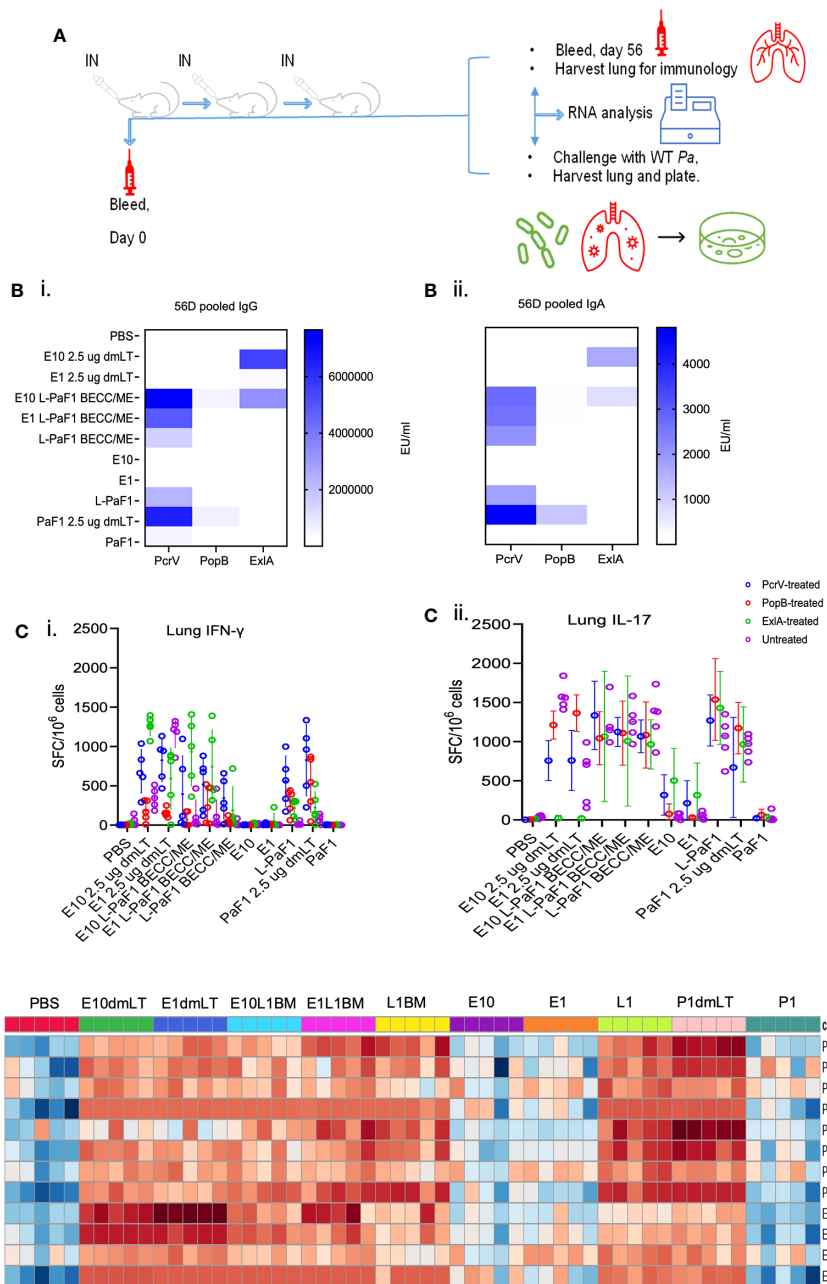 A
IN IN IN
Bleed, day 56
Harvest lung for immunology
RNA analysis
Challenge with WT Pa,
Harvest lung and plate.
Bleed,
Day 0
B i.
56D pooled IgG
PBS
E10 2.5 ug dmLT
E1 2.5 ug dmLT
E10 L-PaF1 BECC/ME
E1 L-PaF1 BECC/ME
L-PaF1 BECC/ME
E10
E1
L-PaF1
PaF1 2.5 ug dmLT
PaF1
PcrV PopB ExlA
6000000
4000000
2000000
EU/ml
B ii.
56D pooled IgA
PcrV PopB ExlA
4000
3000
2000
1000
EU/ml
C i.
Lung IFN-γ
2500
2000
1500
1000
500
0
SFC/10⁶ cells
PBS
E10 2.5 ug dmLT
E1 2.5 ug dmLT
E10 L-PaF1 BECC/ME
E1 L-PaF1 BECC/ME
L-PaF1 BECC/ME
E10
E1
L-PaF1
PaF1 2.5 ug dmLT
PaF1
C ii.
Lung IL-17
PcrV-treated
PopB-treated
ExlA-treated
Untreated
2500
2000
1500
1000
500
0
SFC/10⁶ cells
PBS
E10 2.5 ug dmLT
E1 2.5 ug dmLT
E10 L-PaF1 BECC/ME
E1 L-PaF1 BECC/ME
L-PaF1 BECC/ME
E10
E1
L-PaF1
PaF1 2.5 ug dmLT
PaF1
PBS E10dmLT E1dmLT E10L1BM E1L1BM L1BM E10 E1 L1 P1dmLT P1
c
P
P
P
P
P
P
P
P
E
E
E
E